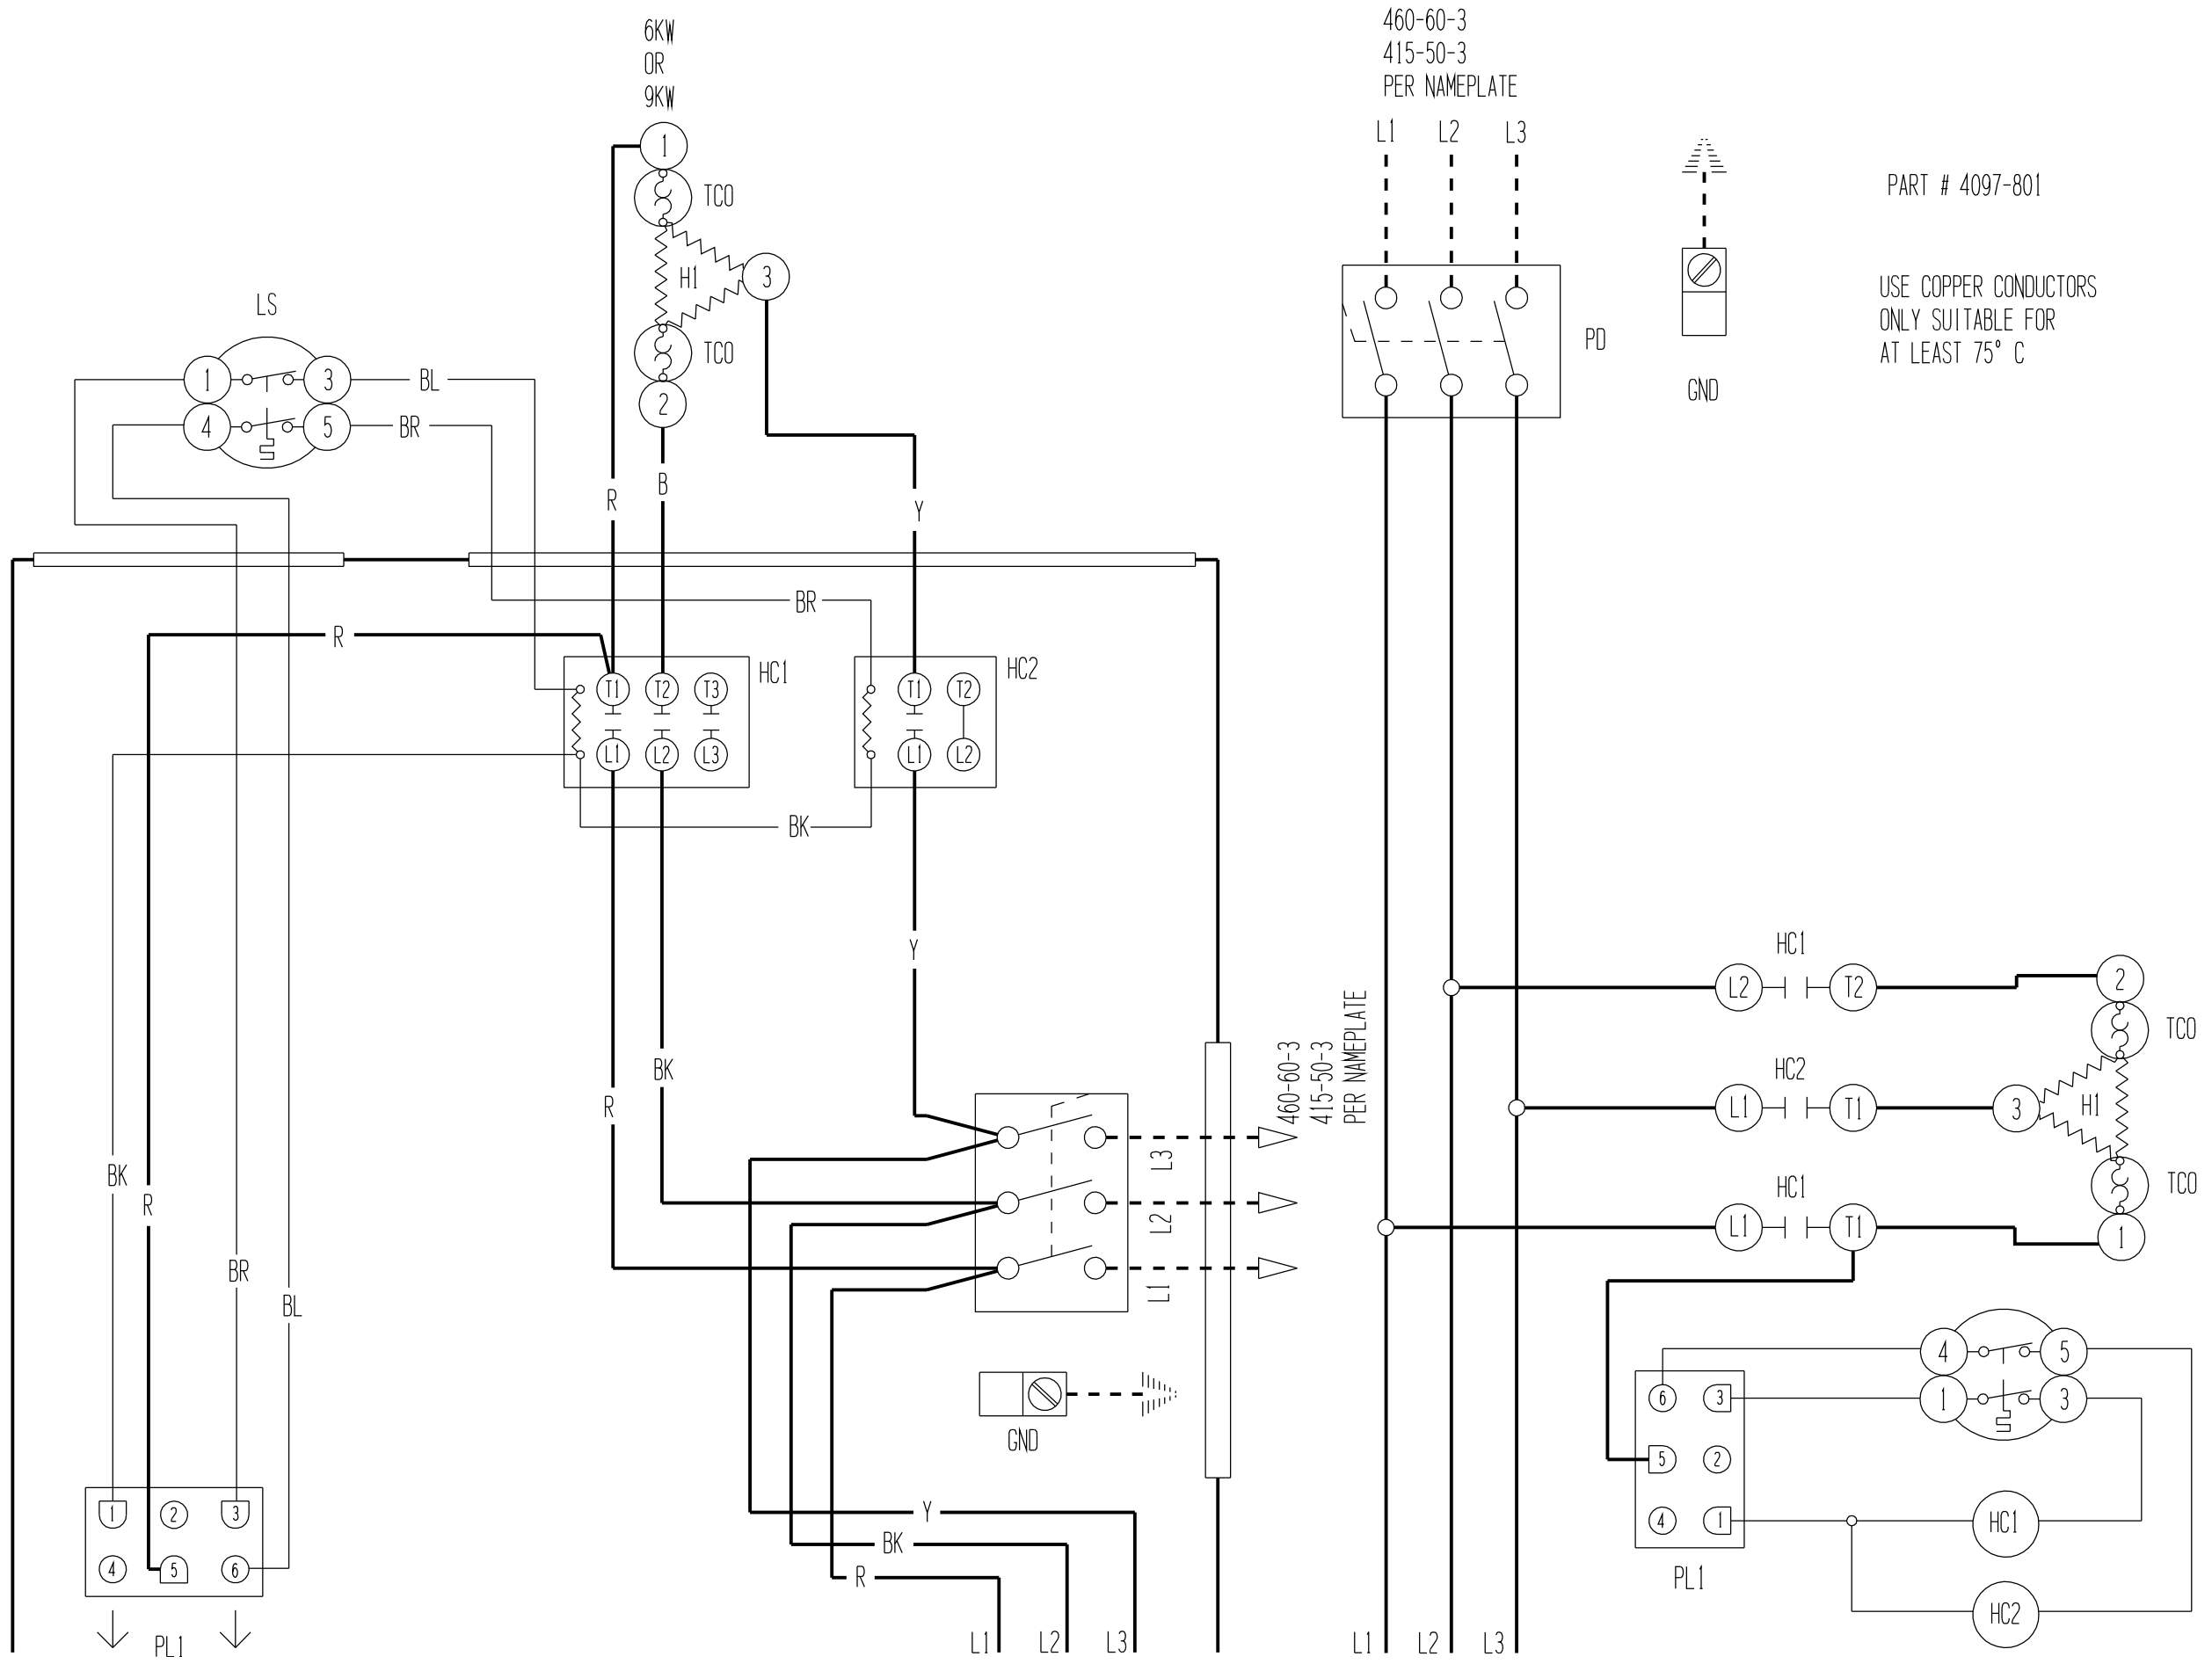 6KW
OR
9KW
1
TCO
H1
3
TCO
2
LS
1
3
BL
4
5
BR
R
B
Y
BR
R
HC1
T1
T2
T3
L1
L2
L3
HC2
T1
T2
L1
L2
BK
Y
BK
R
BK
R
BR
BL
L3
L2
L1
460-60-3
415-50-3
PER NAMEPLATE
GND
1
2
3
4
5
6
PL1
Y
BK
R
L1
L2
L3
460-60-3
415-50-3
PER NAMEPLATE
L1
L2
L3
PD
GND
PART # 4097-801
USE COPPER CONDUCTORS
ONLY SUITABLE FOR
AT LEAST 75° C
HC1
L2
T2
2
TCO
HC2
L1
T1
3
H1
HC1
L1
T1
TCO
1
4
5
1
3
6
3
5
2
4
1
PL1
HC1
HC2
L1
L2
L3